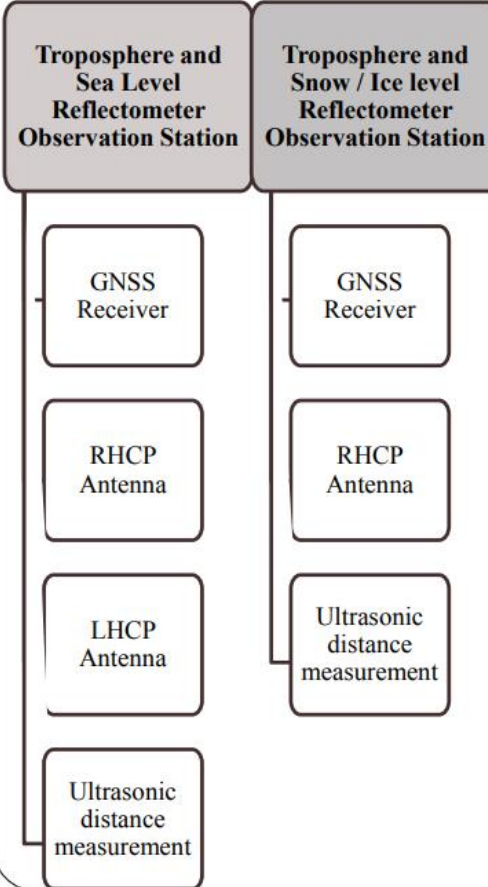 Troposphere and
Sea Level
Reflectometer
Observation Station
GNSS
Receiver
RHCP
Antenna
LHCP
Antenna
Ultrasonic
distance
measurement
Troposphere and
Snow / Ice level
Reflectometer
Observation Station
GNSS
Receiver
RHCP
Antenna
Ultrasonic
distance
measurement